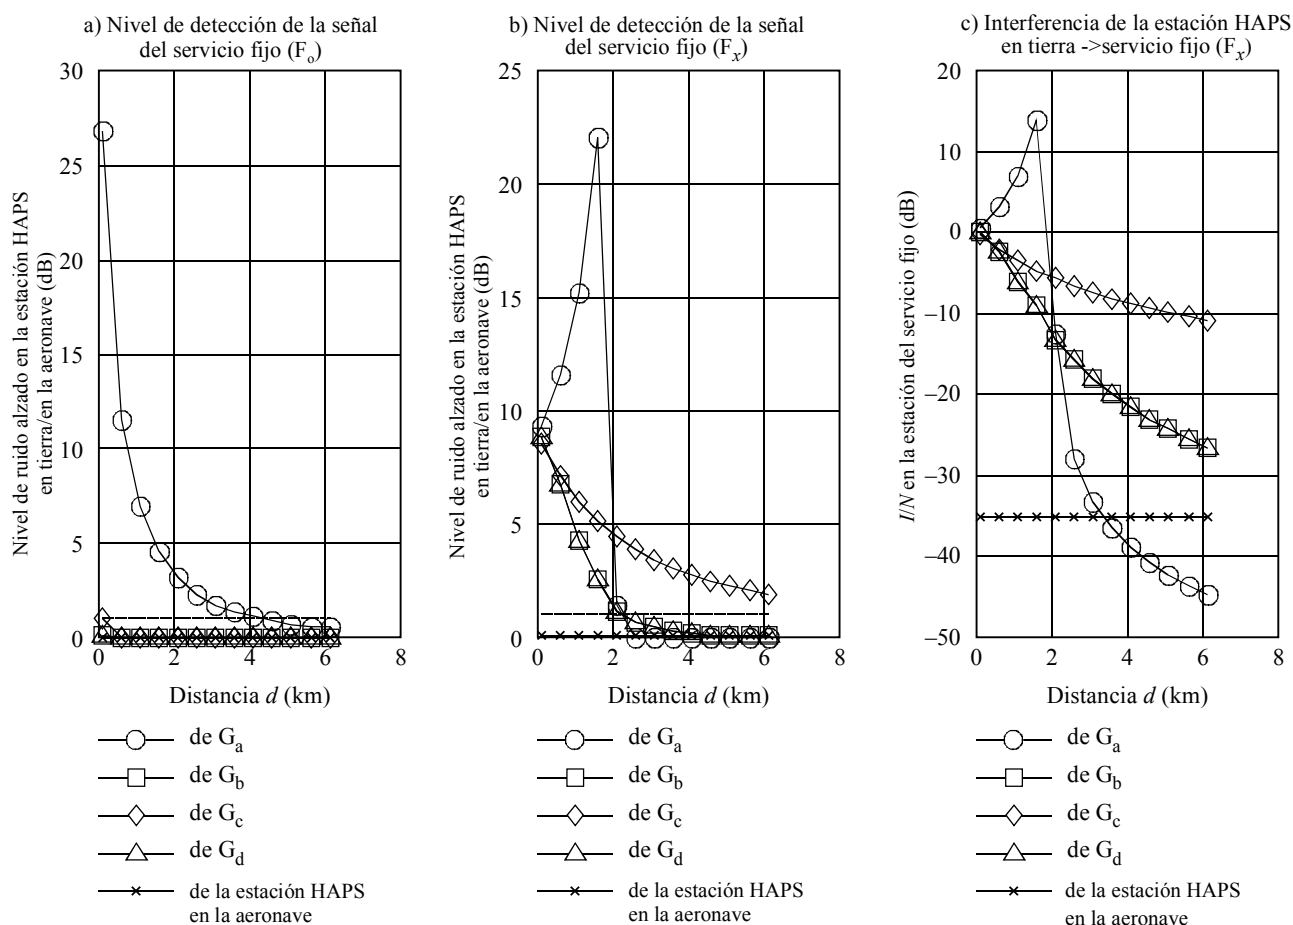 a) Nivel de detección de la señal
del servicio fijo (Fo)
30
25
20
15
10
5
0
0
2
4
6
8
Nivel de ruido alzado en la estación HAPS
en tierra/en la aeronave (dB)
Distancia d (km)
de Ga
de Gb
de Gc
de Gd
de la estación HAPS
en la aeronave
b) Nivel de detección de la señal
del servicio fijo (Fx)
25
20
15
10
5
0
0
2
4
6
8
Nivel de ruido alzado en la estación HAPS
en tierra/en la aeronave (dB)
Distancia d (km)
de Ga
de Gb
de Gc
de Gd
de la estación HAPS
en la aeronave
c) Interferencia de la estación HAPS
en tierra ->servicio fijo (Fx)
20
10
0
–10
–20
–30
–40
–50
0
2
4
6
8
I/N en la estación del servicio fijo (dB)
Distancia d (km)
de Ga
de Gb
de Gc
de Gd
de la estación HAPS
en la aeronave